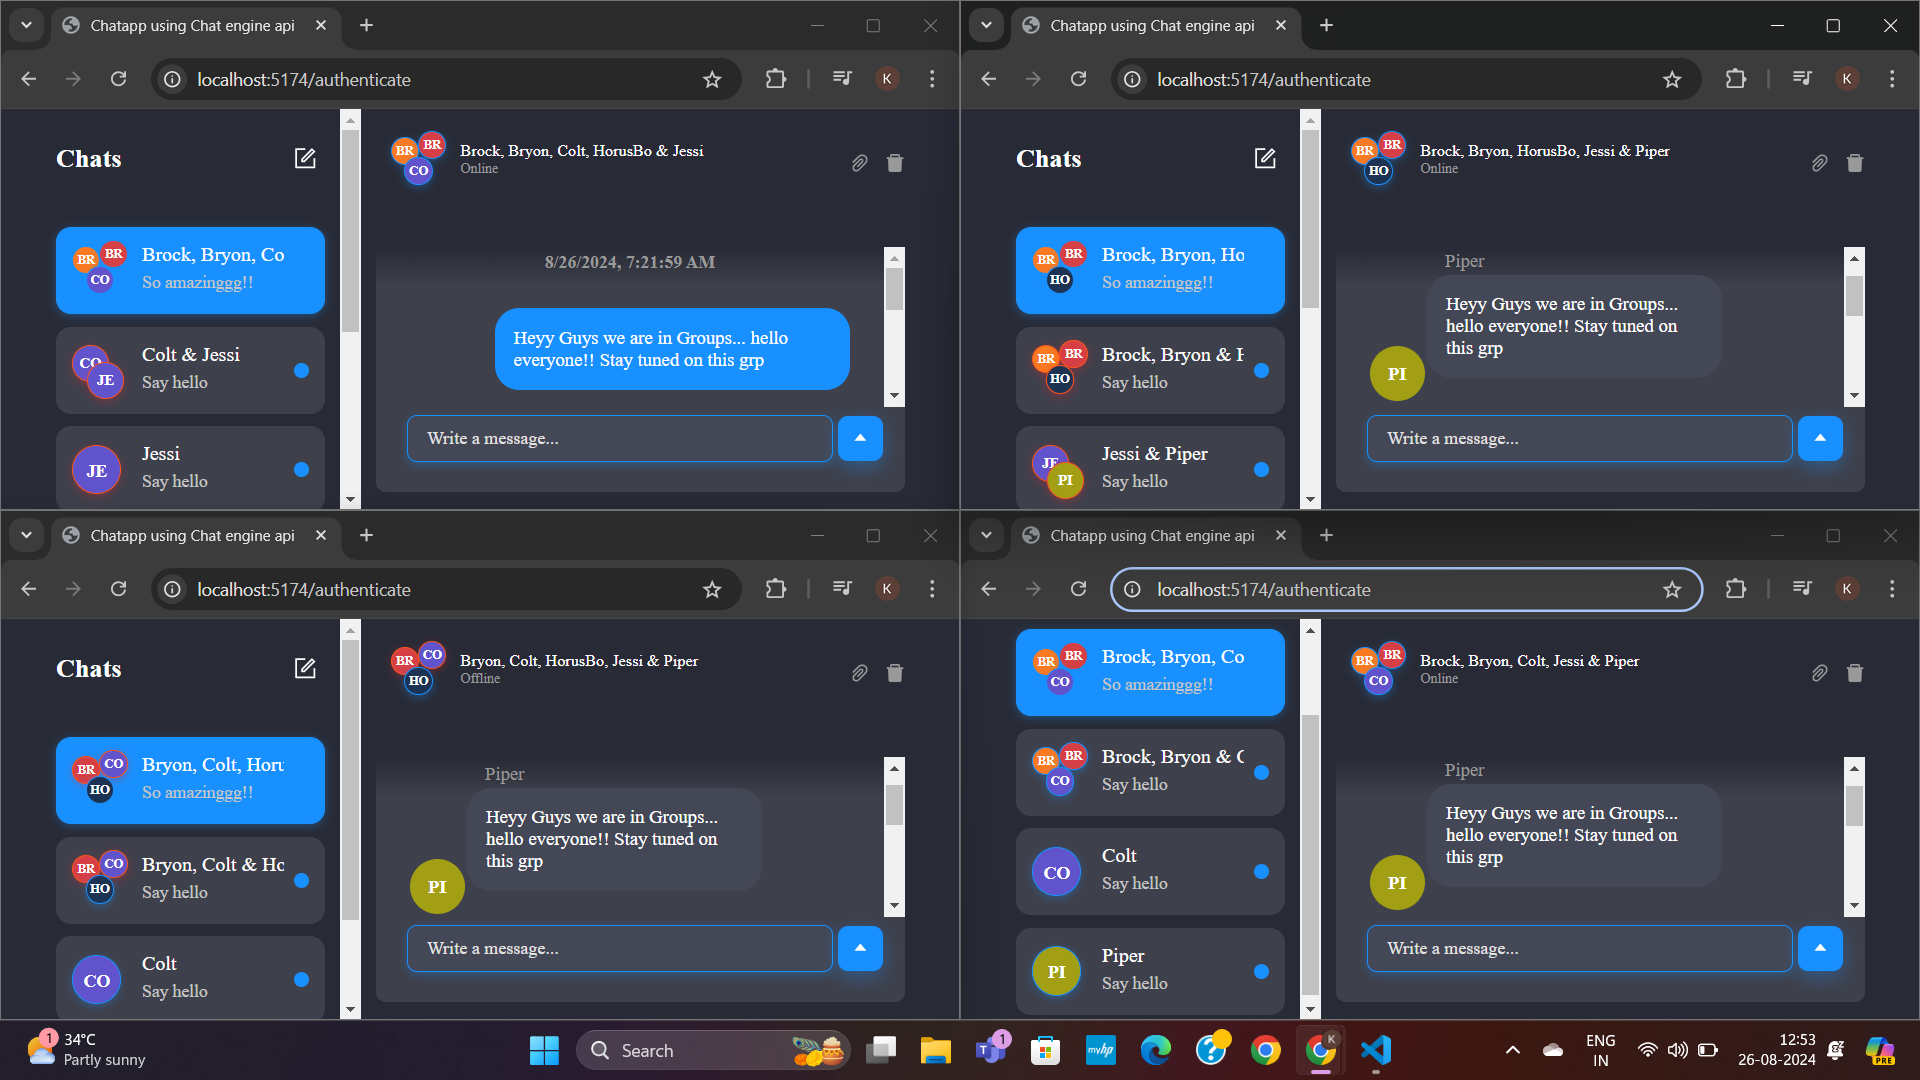 Chatapp using Chat engine api
localhost:5174/authenticate
K
Chats
BR BR CO
Brock, Bryon, Co
So amazinggg!!
CO JE
Colt & Jessi
Say hello
JE
Jessi
Say hello
BR BR CO
Brock, Bryon, Colt, HorusBo & Jessi
Online
8/26/2024, 7:21:59 AM
Heyy Guys we are in Groups... hello
everyone!! Stay tuned on this grp
Write a message...
Chatapp using Chat engine api
localhost:5174/authenticate
K
Chats
BR BR HO
Brock, Bryon, Ho
So amazinggg!!
BR BR HO
Brock, Bryon & H
Say hello
JE PI
Jessi & Piper
Say hello
BR BR HO
Brock, Bryon, HorusBo, Jessi & Piper
Online
Piper
Heyy Guys we are in Groups...
hello everyone!! Stay tuned on
this grp
PI
Write a message...
Chatapp using Chat engine api
localhost:5174/authenticate
K
Chats
BR CO HO
Bryon, Colt, Horu
So amazinggg!!
BR CO HO
Bryon, Colt & Ho
Say hello
CO
Colt
Say hello
BR CO HO
Bryon, Colt, HorusBo, Jessi & Piper
Offline
Piper
Heyy Guys we are in Groups...
hello everyone!! Stay tuned on
this grp
PI
Write a message...
Chatapp using Chat engine api
localhost:5174/authenticate
K
BR BR CO
Brock, Bryon, Co
So amazinggg!!
BR BR CO
Brock, Bryon & C
Say hello
CO
Colt
Say hello
PI
Piper
Say hello
BR BR CO
Brock, Bryon, Colt, Jessi & Piper
Online
Piper
Heyy Guys we are in Groups...
hello everyone!! Stay tuned on
this grp
PI
Write a message...
1
34°C
Partly sunny
Search
T 1
myhp
?
K
ENG
IN
12:53
26-08-2024
PRE